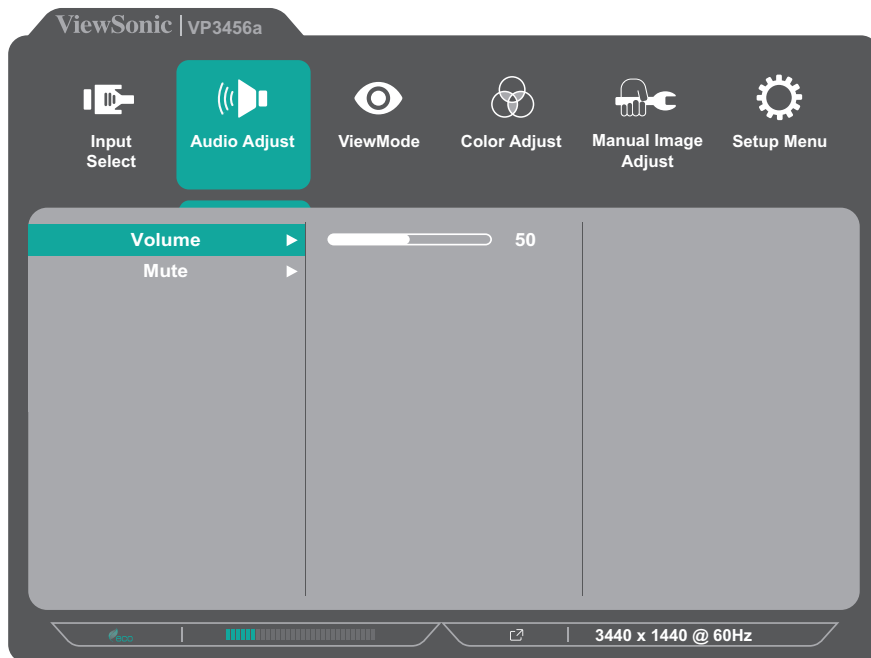 ViewSonic | VP3456a
Input
Select
Audio Adjust
ViewMode
Color Adjust
Manual Image
Adjust
Setup Menu
Volume
50
Mute
eco
3440 x 1440 @ 60Hz